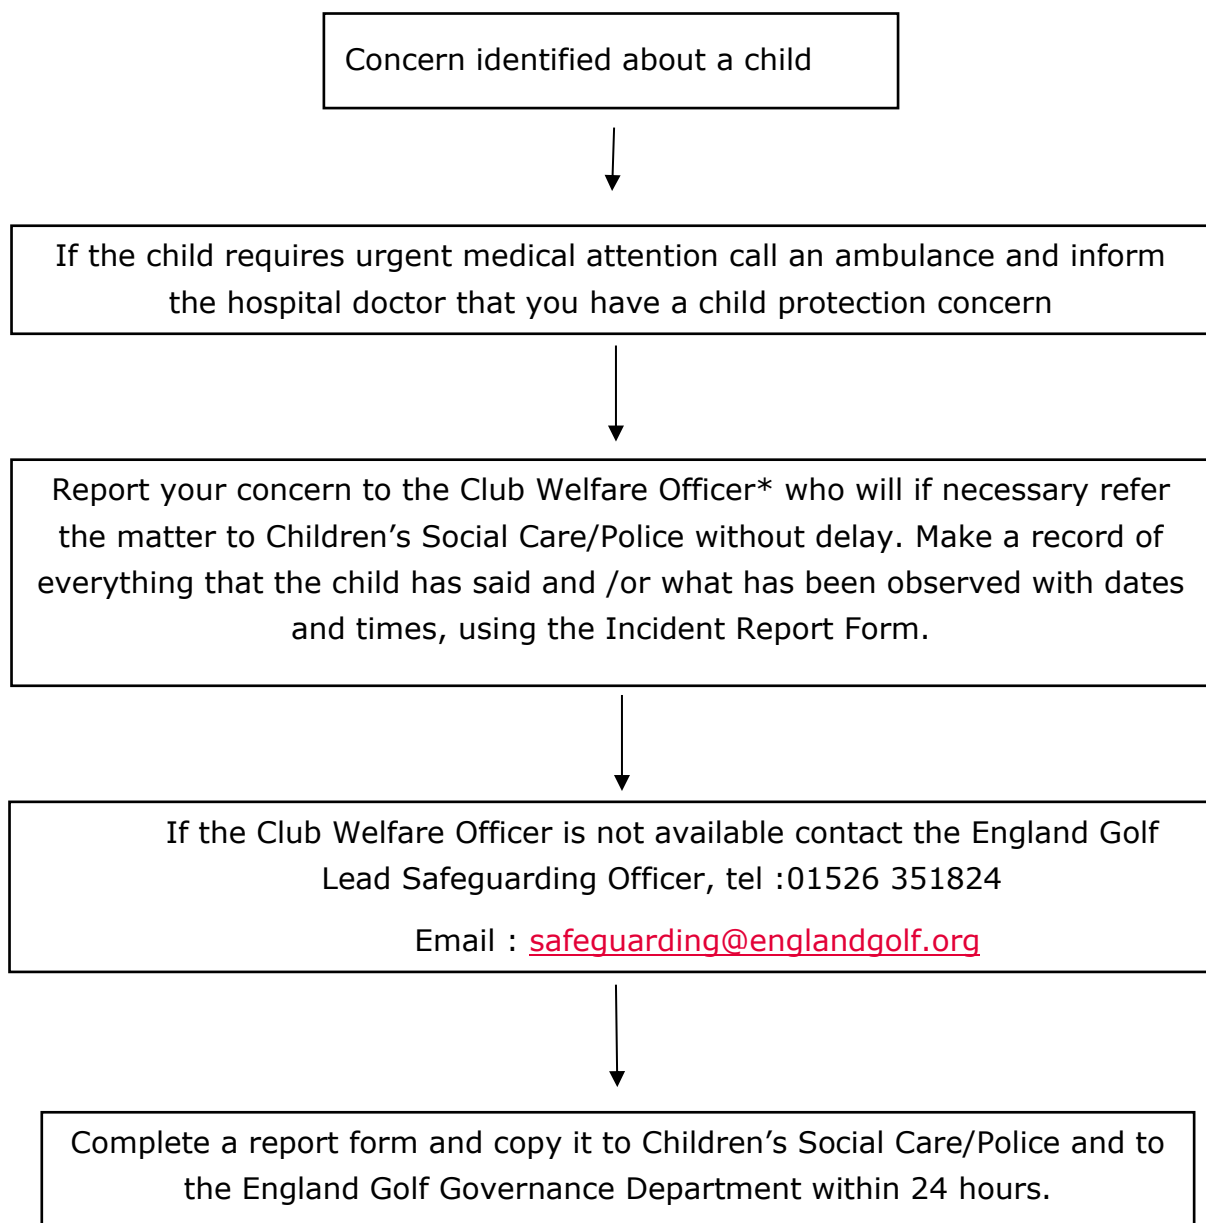 Concern identified about a child
If the child requires urgent medical attention call an ambulance and inform
the hospital doctor that you have a child protection concern
Report your concern to the Club Welfare Officer* who will if necessary refer
the matter to Children’s Social Care/Police without delay. Make a record of
everything that the child has said and /or what has been observed with dates
and times, using the Incident Report Form.
If the Club Welfare Officer is not available contact the England Golf
Lead Safeguarding Officer, tel :01526 351824
Email : safeguarding@englandgolf.org
Complete a report form and copy it to Children’s Social Care/Police and to
the England Golf Governance Department within 24 hours.